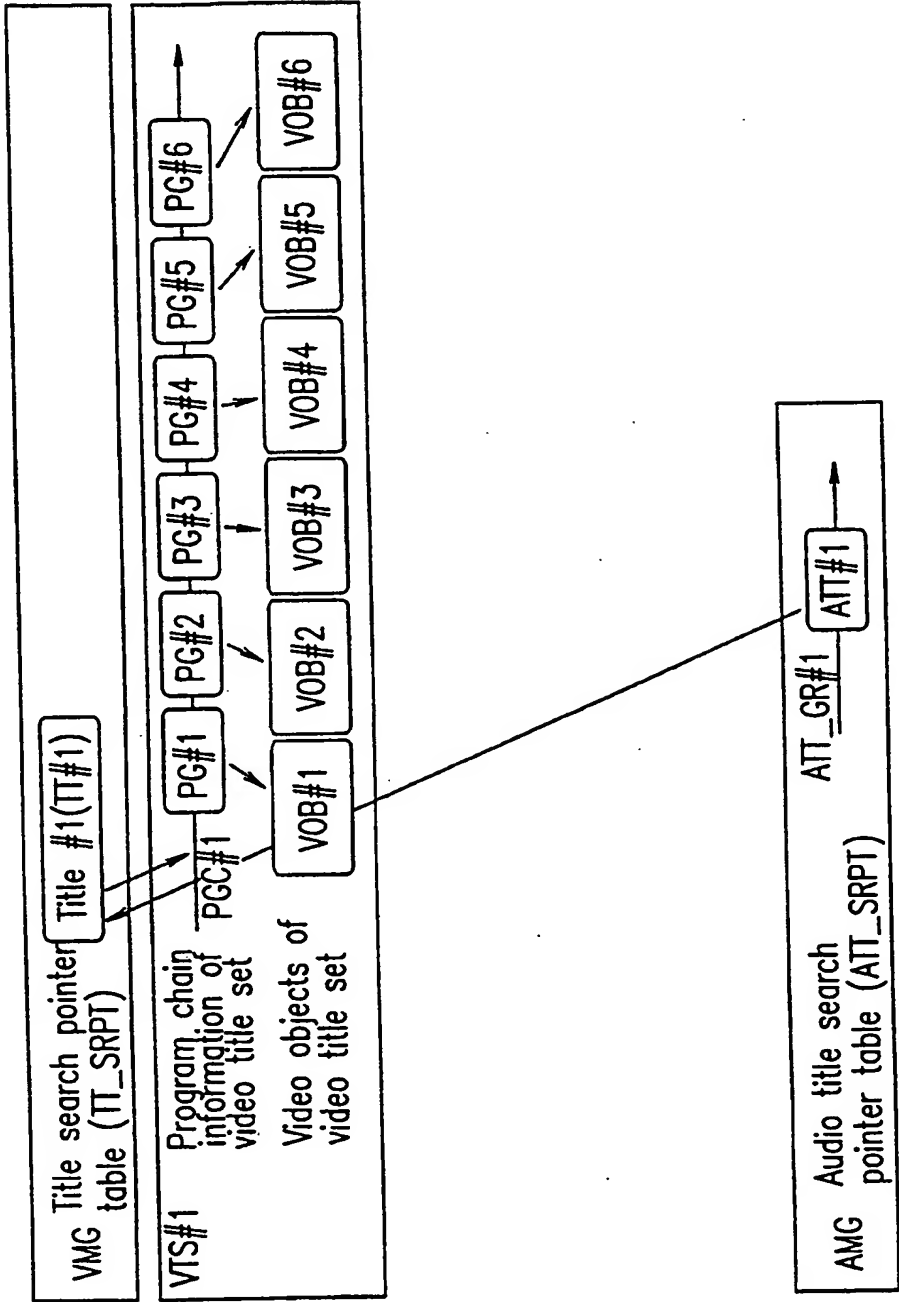 VMG Title search pointer
table (TT_SRPT)
Title #1(TT#1)
VTS#1
Program chain
information of
video title set
PGC#1
PG#1
PG#2
PG#3
PG#4
PG#5
PG#6
Video objects of
video title set
VOB#1
VOB#2
VOB#3
VOB#4
VOB#5
VOB#6
AMG Audio title search
pointer table (ATT_SRPT)
ATT_GR#1
ATT#1